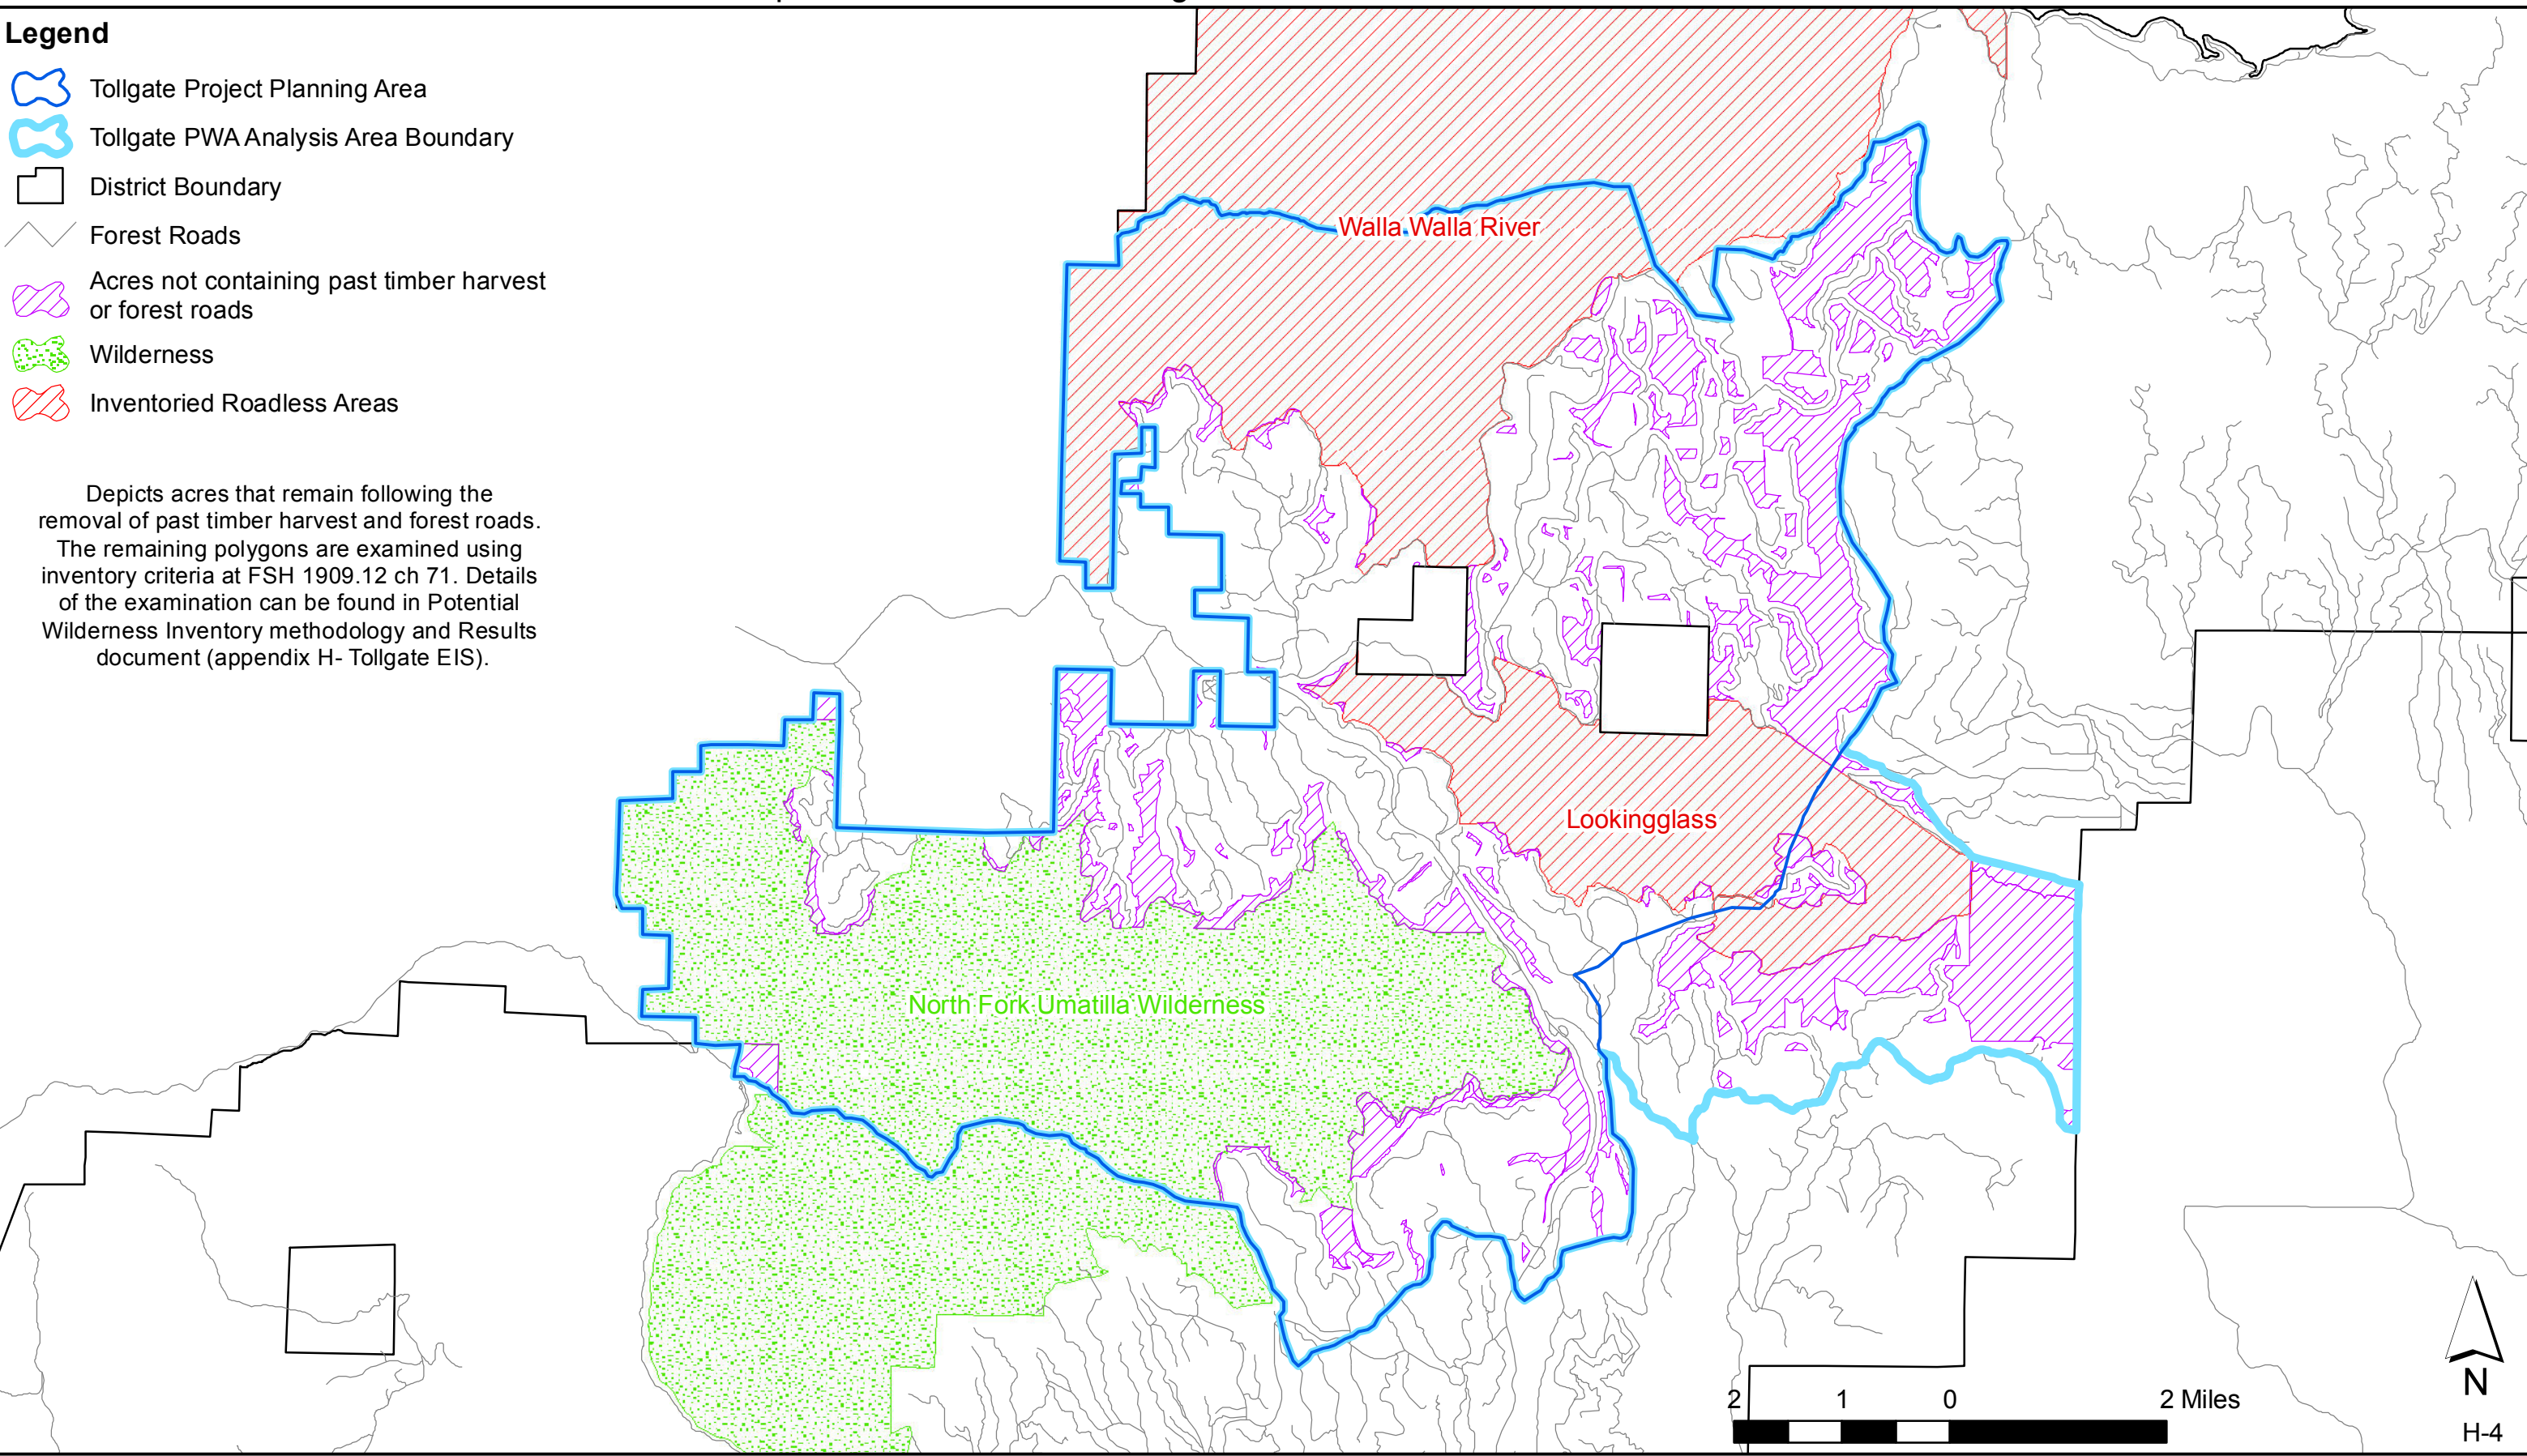 Legend
Tollgate Project Planning Area
Tollgate PWA Analysis Area Boundary
District Boundary
Forest Roads
Acres not containing past timber harvest
or forest roads
Wilderness
Inventoried Roadless Areas
Depicts acres that remain following the
removal of past timber harvest and forest roads.
The remaining polygons are examined using
inventory criteria at FSH 1909.12 ch 71. Details
of the examination can be found in Potential
Wilderness Inventory methodology and Results
document (appendix H- Tollgate EIS).
Walla Walla River
Lookingglass
North Fork Umatilla Wilderness
2 1 0 2 Miles
N
H-4